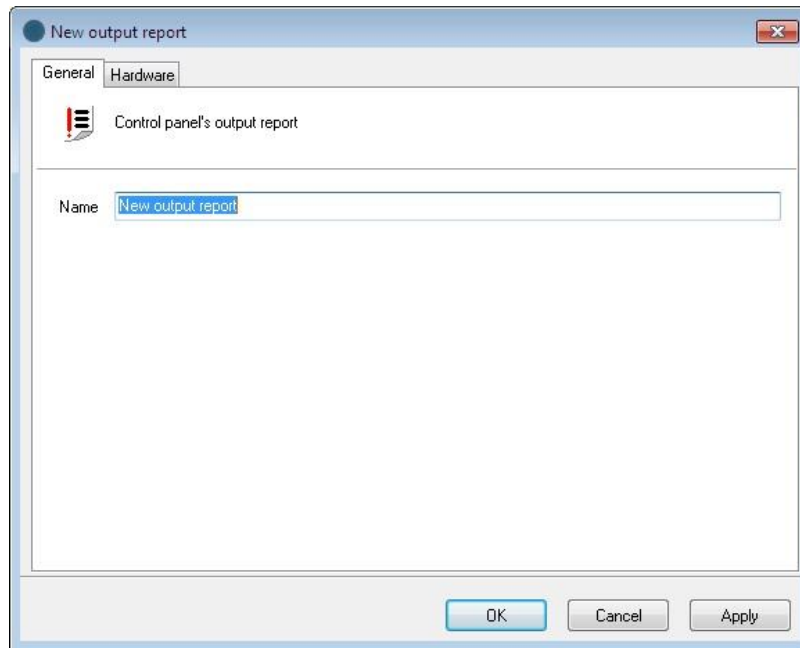 New output report
General Hardware
Control panel's output report
Name New output report
OK Cancel Apply